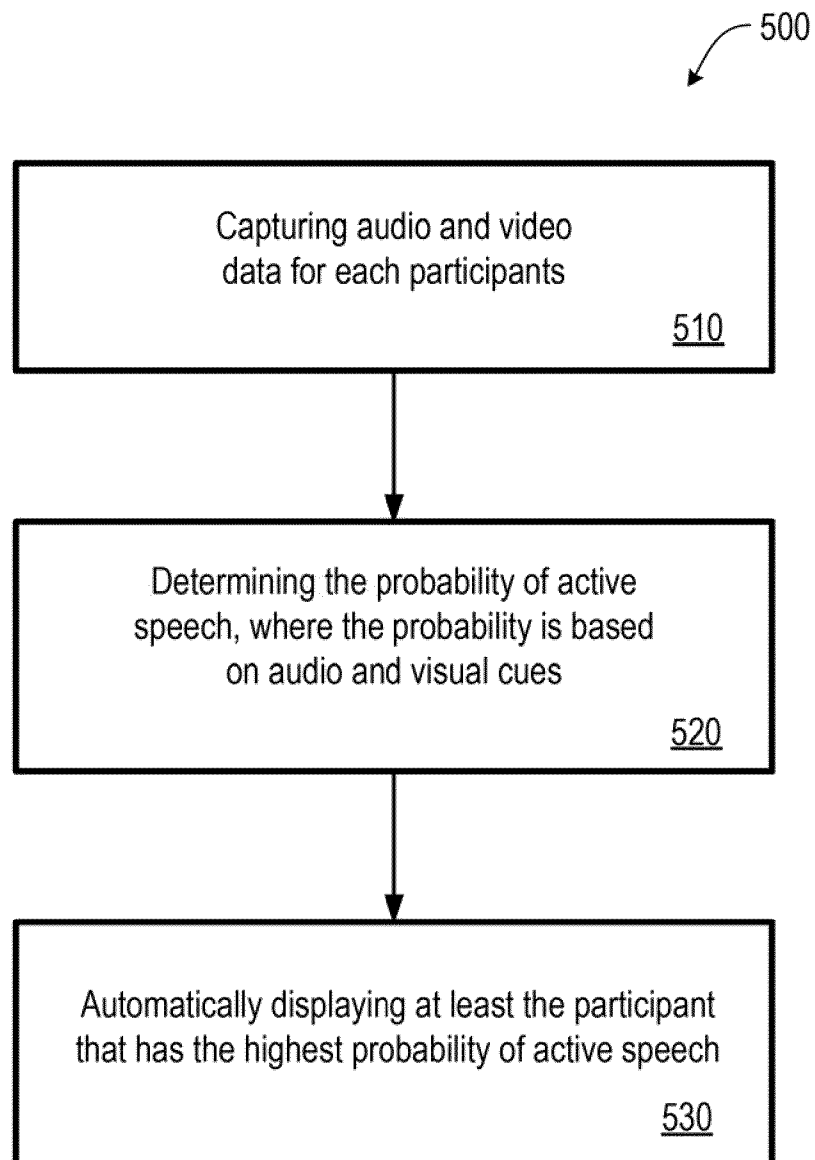 500
Capturing audio and video
data for each participants
510
Determining the probability of active
speech, where the probability is based
on audio and visual cues
520
Automatically displaying at least the participant
that has the highest probability of active speech
530